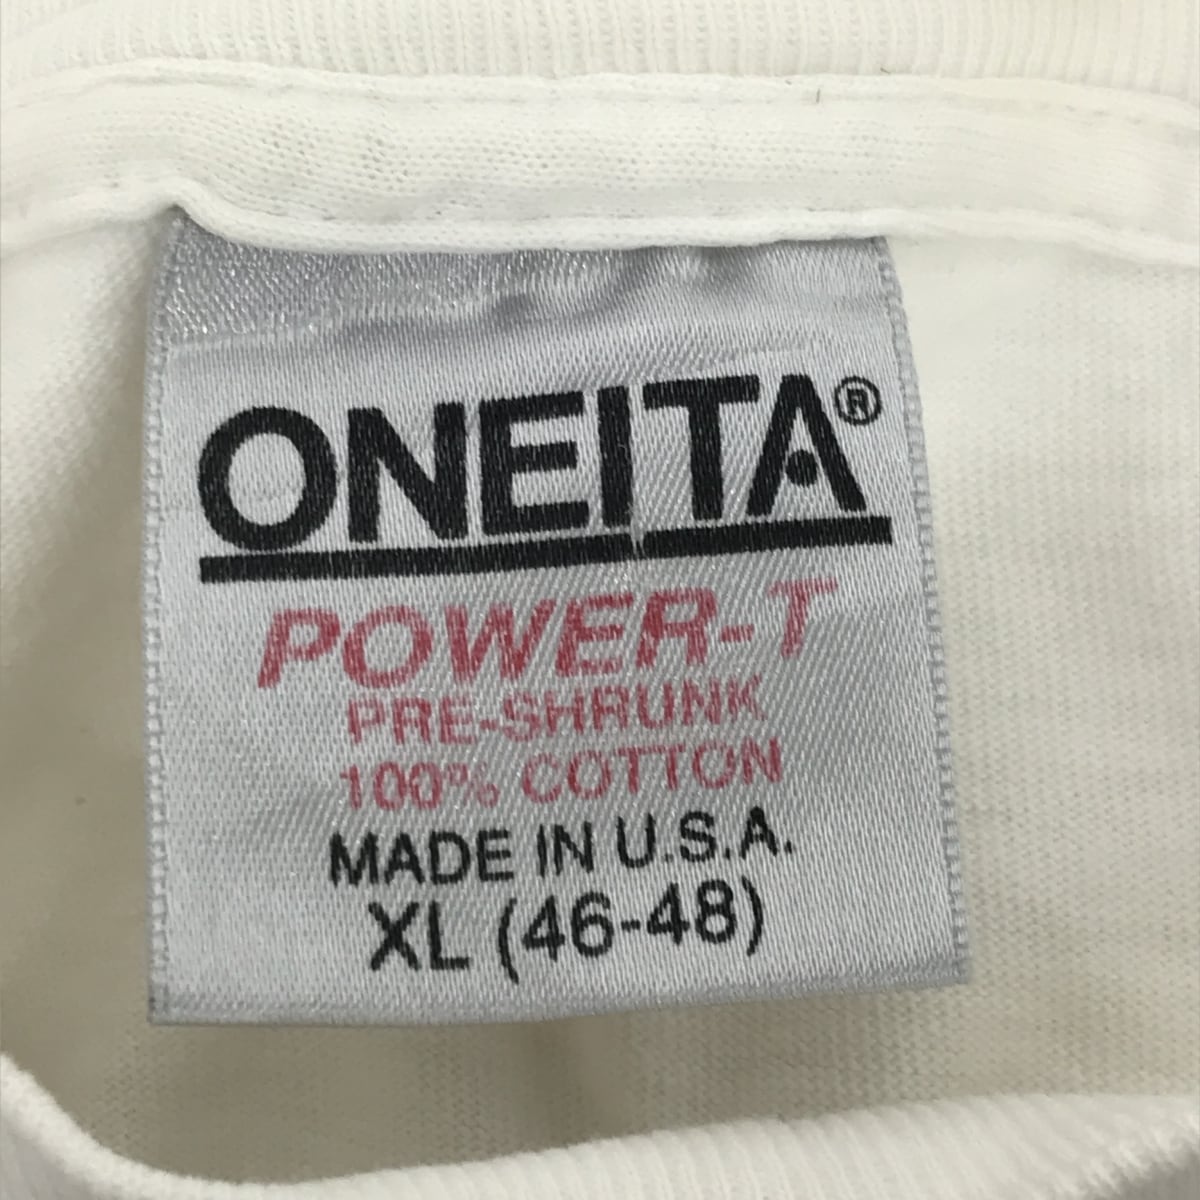 ONEITA®
POWER-T
PRE-SHRUNK
100% COTTON
MADE IN U.S.A.
XL (46-48)